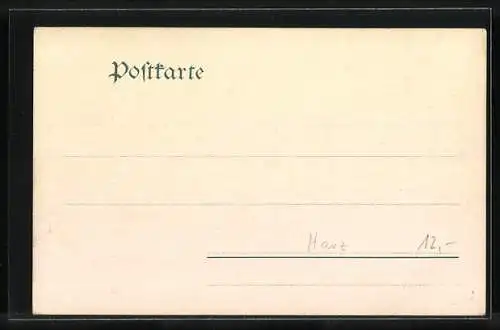 Postkarte
Harz 12,-